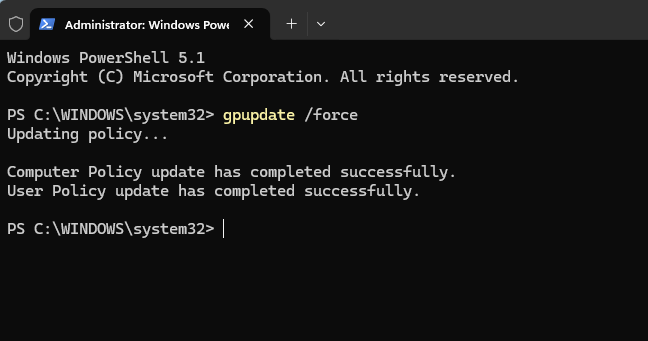 Administrator: Windows Powe
Windows PowerShell 5.1
Copyright (C) Microsoft Corporation. All rights reserved.
PS C:\WINDOWS\system32> gpupdate /force
Updating policy...
Computer Policy update has completed successfully.
User Policy update has completed successfully.
PS C:\WINDOWS\system32>